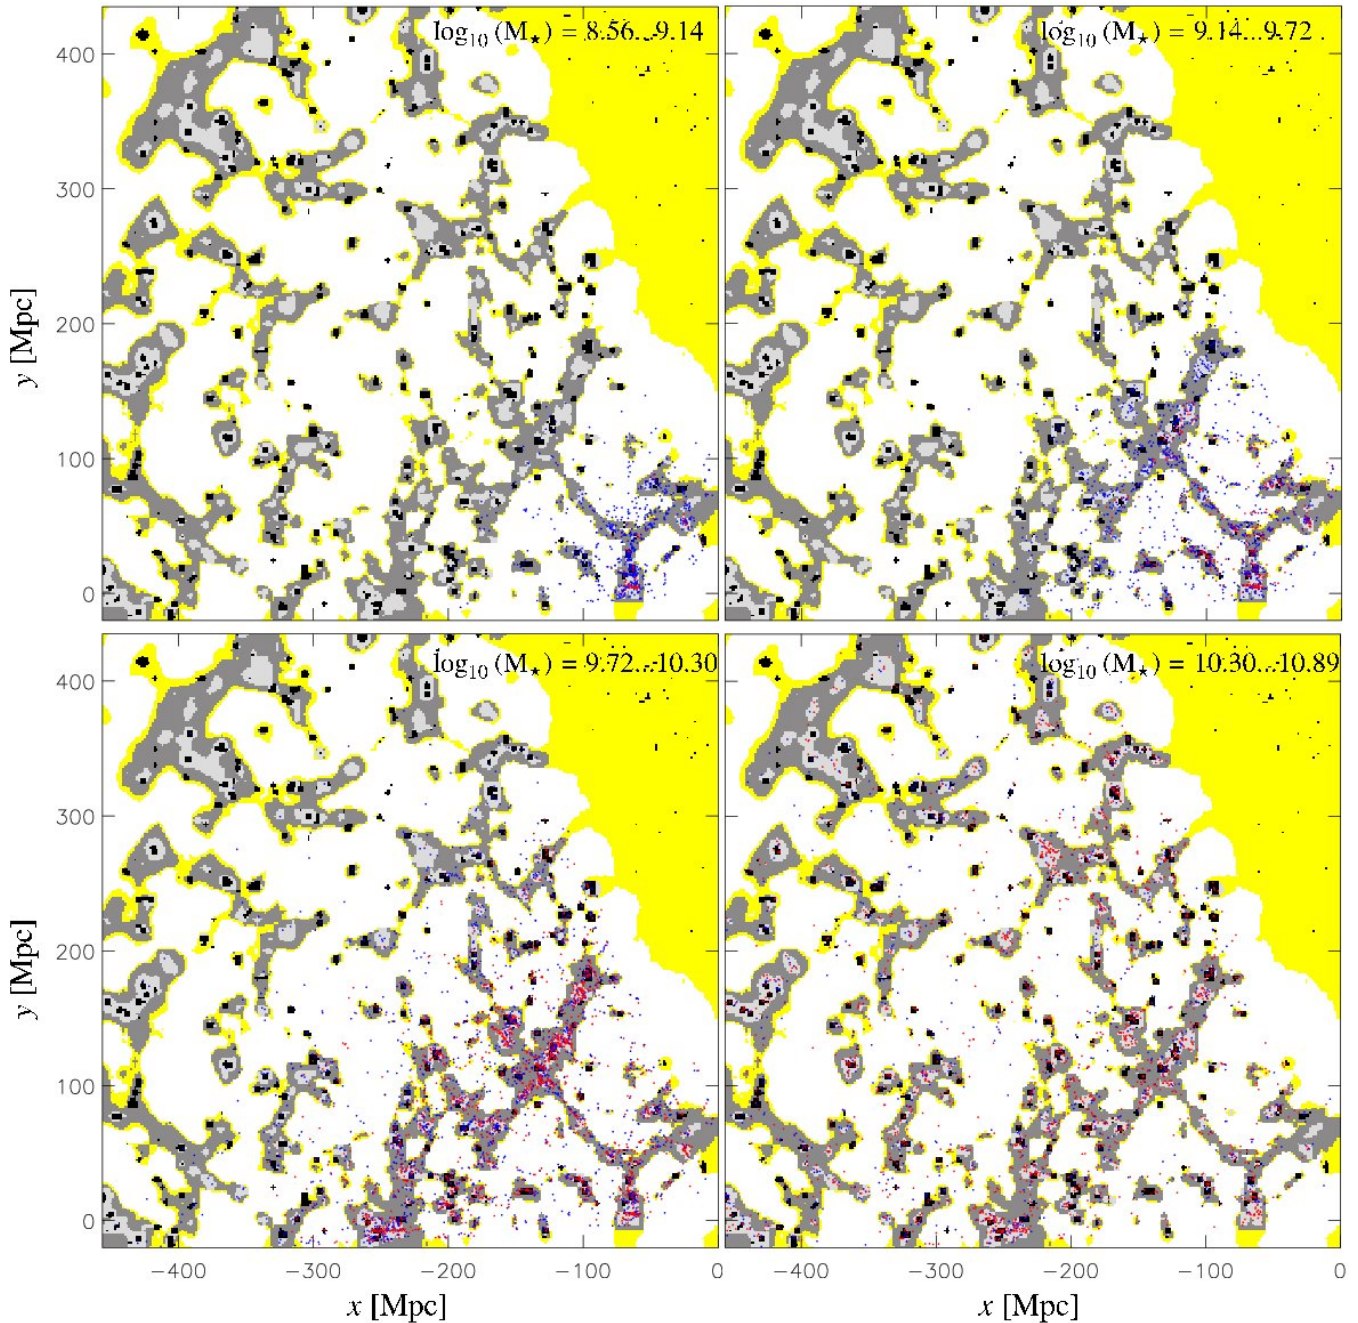 log₁₀ (M⋆) = 8.56...9.14
log₁₀ (M⋆) = 9.14...9.72
400
300
200
100
0
y [Mpc]
log₁₀ (M⋆) = 9.72...10.30
log₁₀ (M⋆) = 10.30...10.89
400
300
200
100
0
y [Mpc]
−400 −300 −200 −100 0
−400 −300 −200 −100 0
x [Mpc]
x [Mpc]